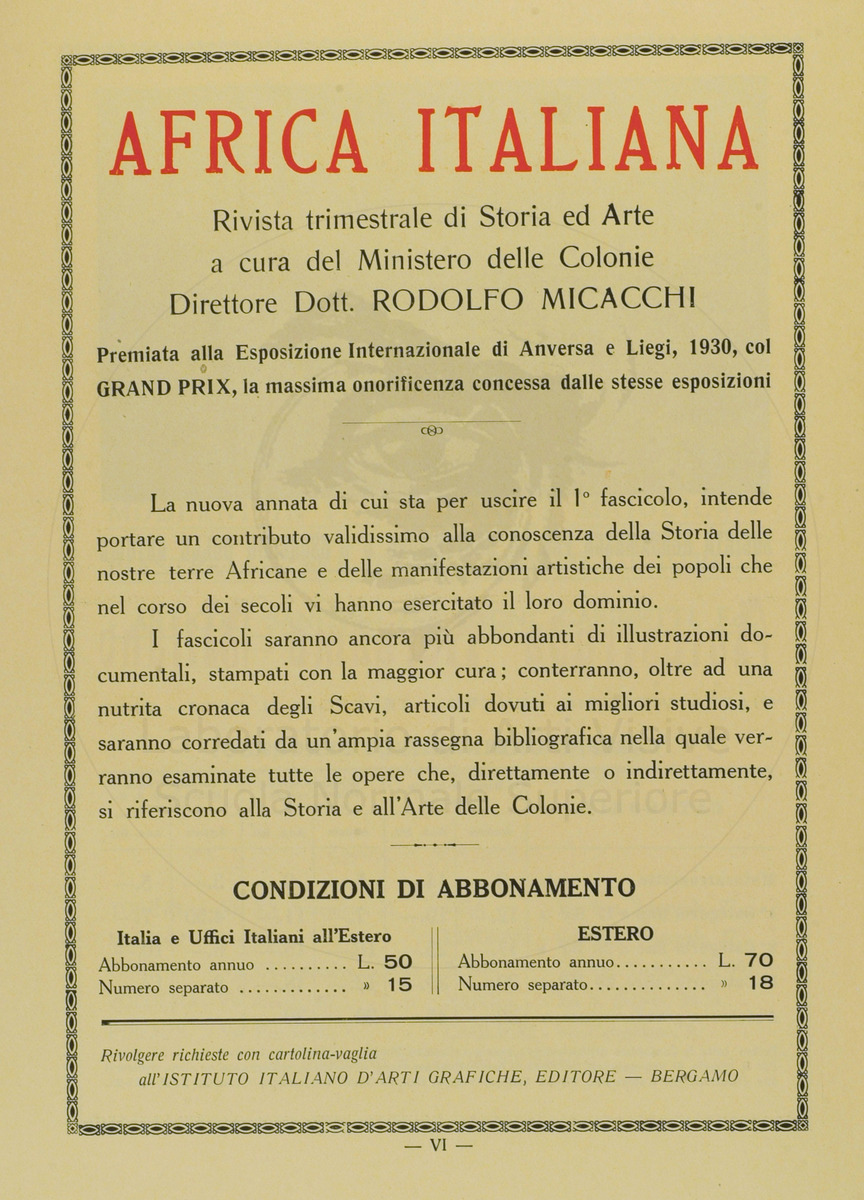 AFRICA ITALIANA
Rivista trimestrale di Storia ed Arte
a cura del Ministero delle Colonie
Direttore Dott. RODOLFO MICACCHI
Premiata alla Esposizione Internazionale di Anversa e Liegi, 1930, col
GRAND PRIX, la massima onorificenza concessa dalle stesse esposizioni
La nuova annata di cui sta per uscire il 1º fascicolo, intende
portare un contributo validissimo alla conoscenza della Storia delle
nostre terre Africane e delle manifestazioni artistiche dei popoli che
nel corso dei secoli vi hanno esercitato il loro dominio.
I fascicoli saranno ancora più abbondanti di illustrazioni do-
cumentali, stampati con la maggior cura; conterranno, oltre ad una
nutrita cronaca degli Scavi, articoli dovuti ai migliori studiosi, e
saranno corredati da un'ampia rassegna bibliografica nella quale ver-
ranno esaminate tutte le opere che, direttamente o indirettamente,
si riferiscono alla Storia e all'Arte delle Colonie.
CONDIZIONI DI ABBONAMENTO
Italia e Uffici Italiani all'Estero
Abbonamento annuo .......... L. 50
Numero separato ............. » 15
ESTERO
Abbonamento annuo........... L. 70
Numero separato.............. » 18
Rivolgere richieste con cartolina-vaglia
all'ISTITUTO ITALIANO D'ARTI GRAFICHE, EDITORE — BERGAMO
— VI —